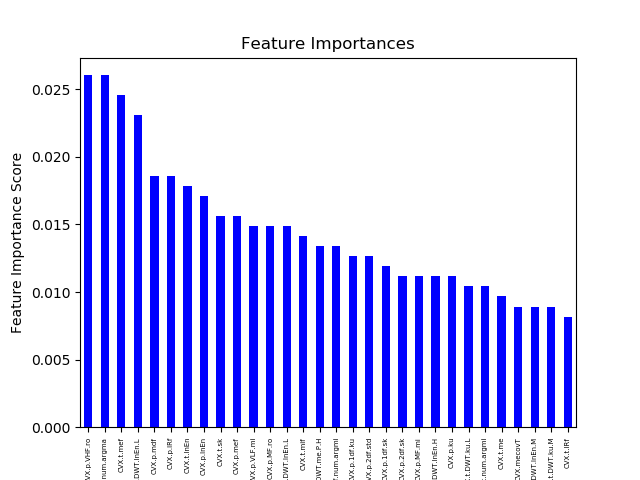 Feature Importances
Feature Importance Score
0.025
0.020
0.015
0.010
0.005
0.000
CVX.p.VHF.ro
num.argma
CVX.t.mef
DWT.lnEn.L
CVX.p.mdf
CVX.p.iRf
CVX.t.lnEn
CVX.p.lnEn
CVX.t.sk
CVX.p.mef
CVX.p.VLF.mi
CVX.p.MF.ro
.DWT.lnEn.L
CVX.t.mif
DWT.me.P.H
.num.argmi
CVX.p.1df.ku
CVX.p.2df.std
CVX.p.1df.sk
CVX.p.2df.sk
CVX.p.MF.mi
DWT.lnEn.H
CVX.p.ku
.t.DWT.ku.L
.num.argmi
CVX.t.me
CVX.mecovT
DWT.lnEn.M
.t.DWT.ku.M
CVX.t.iRf